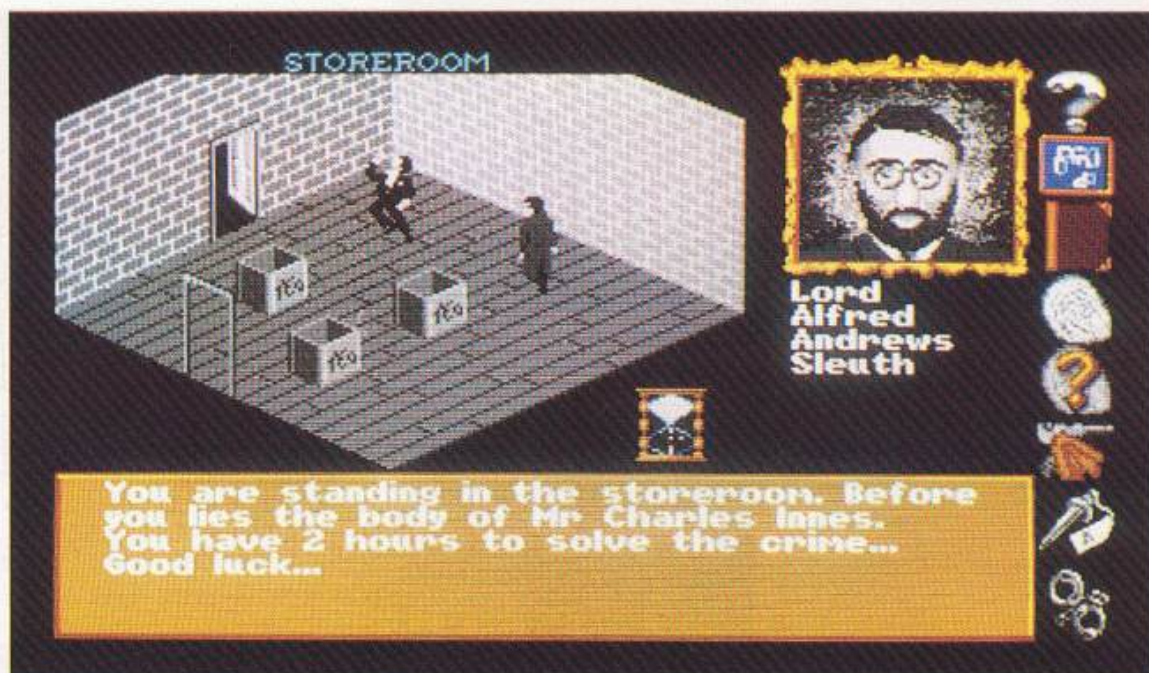 STOREROOM
Lord
Alfred
Andrews
Sleuth
You are standing in the storeroom. Before
you lies the body of Mr Charles Innes.
You have 2 hours to solve the crime...
Good luck...
A